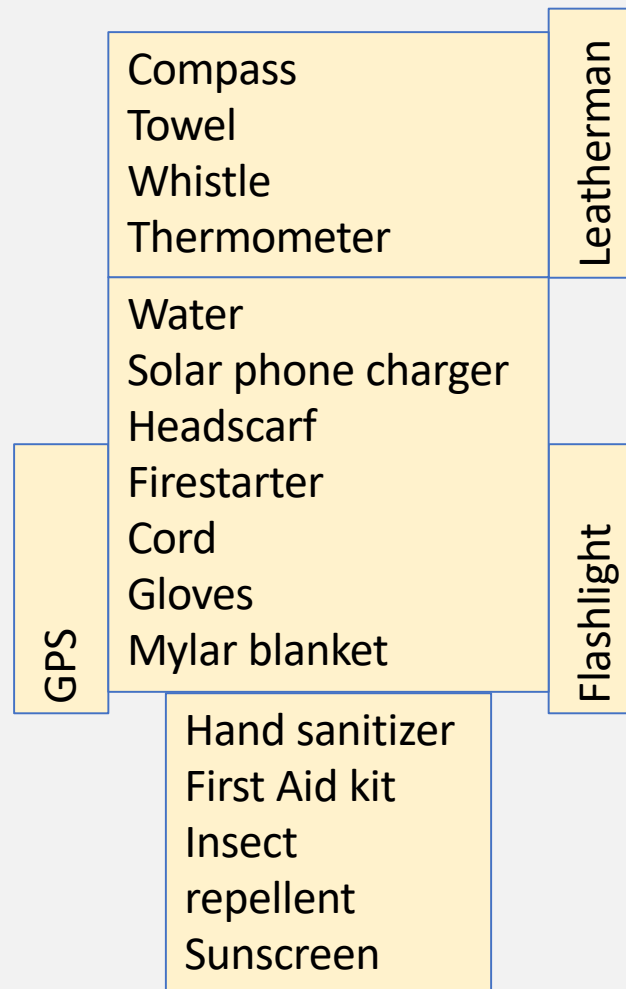 Compass
Towel
Whistle
Thermometer
Leatherman
Water
Solar phone charger
Headscarf
Firestarter
Cord
Gloves
Mylar blanket
GPS
Flashlight
Hand sanitizer
First Aid kit
Insect
repellent
Sunscreen